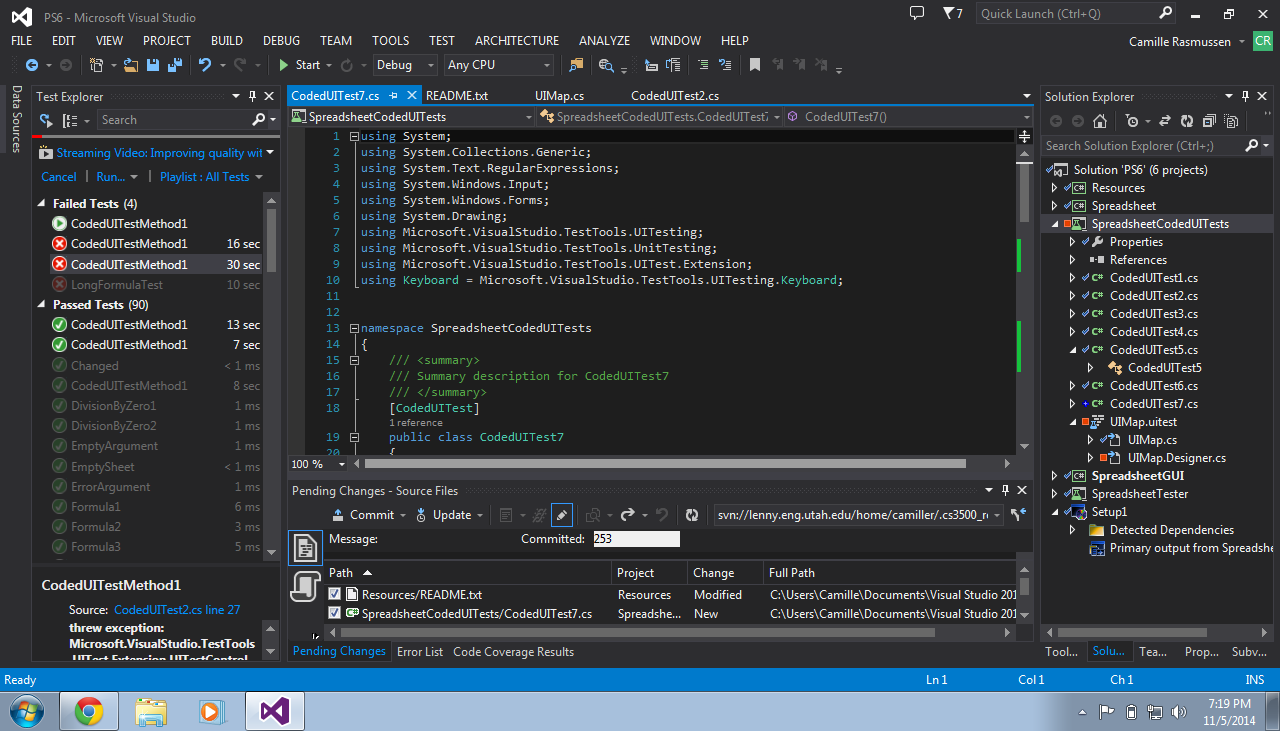 PS6 - Microsoft Visual Studio
7
Quick Launch (Ctrl+Q)
FILE EDIT VIEW PROJECT BUILD DEBUG TEAM TOOLS TEST ARCHITECTURE ANALYZE WINDOW HELP
Camille Rasmussen
CR
Start
Debug
Any CPU
Data Sources
Test Explorer
Search
Streaming Video: Improving quality wit
Cancel | Run... | Playlist : All Tests
Failed Tests (4)
CodedUITestMethod1
CodedUITestMethod1 16 sec
CodedUITestMethod1 30 sec
LongFormulaTest 10 sec
Passed Tests (90)
CodedUITestMethod1 13 sec
CodedUITestMethod1 7 sec
Changed < 1 ms
CodedUITestMethod1 8 sec
DivisionByZero1 1 ms
DivisionByZero2 1 ms
EmptyArgument 1 ms
EmptySheet < 1 ms
ErrorArgument 1 ms
Formula1 6 ms
Formula2 3 ms
Formula3 5 ms
CodedUITestMethod1
Source: CodedUITest2.cs line 27
threw exception:
Microsoft.VisualStudio.TestTools
.UITest.Extension.UITestControl
CodedUITest7.cs README.txt UIMap.cs CodedUITest2.cs
SpreadsheetCodedUITests SpreadsheetCodedUITests.CodedUITest7 CodedUITest7()
1 using System;
2 using System.Collections.Generic;
3 using System.Text.RegularExpressions;
4 using System.Windows.Input;
5 using System.Windows.Forms;
6 using System.Drawing;
7 using Microsoft.VisualStudio.TestTools.UITesting;
8 using Microsoft.VisualStudio.TestTools.UnitTesting;
9 using Microsoft.VisualStudio.TestTools.UITest.Extension;
10 using Keyboard = Microsoft.VisualStudio.TestTools.UITesting.Keyboard;
11
12
13 namespace SpreadsheetCodedUITests
14 {
15 /// <summary>
16 /// Summary description for CodedUITest7
17 /// </summary>
18 [CodedUITest]
1 reference
19 public class CodedUITest7
20 {
100 %
Pending Changes - Source Files
Commit Update svn://lenny.eng.utah.edu/home/camiller/.cs3500_r
Message: Committed: 253
Path Project Change Full Path
Resources/README.txt Resources Modified C:\Users\Camille\Documents\Visual Studio 201
SpreadsheetCodedUITests/CodedUITest7.cs Spreadshe... New C:\Users\Camille\Documents\Visual Studio 201
Pending Changes Error List Code Coverage Results
Solution Explorer
Search Solution Explorer (Ctrl+;)
Solution 'PS6' (6 projects)
C# Resources
C# Spreadsheet
SpreadsheetCodedUITests
Properties
References
C# CodedUITest1.cs
C# CodedUITest2.cs
C# CodedUITest3.cs
C# CodedUITest4.cs
C# CodedUITest5.cs
CodedUITest5
C# CodedUITest6.cs
C# CodedUITest7.cs
UIMap.uitest
UIMap.cs
UIMap.Designer.cs
C# SpreadsheetGUI
SpreadsheetTester
Setup1
Detected Dependencies
Primary output from Spreadshe
Tool... Solu... Tea... Prop... Subv...
Ready Ln 1 Col 1 Ch 1 INS
7:19 PM
11/5/2014